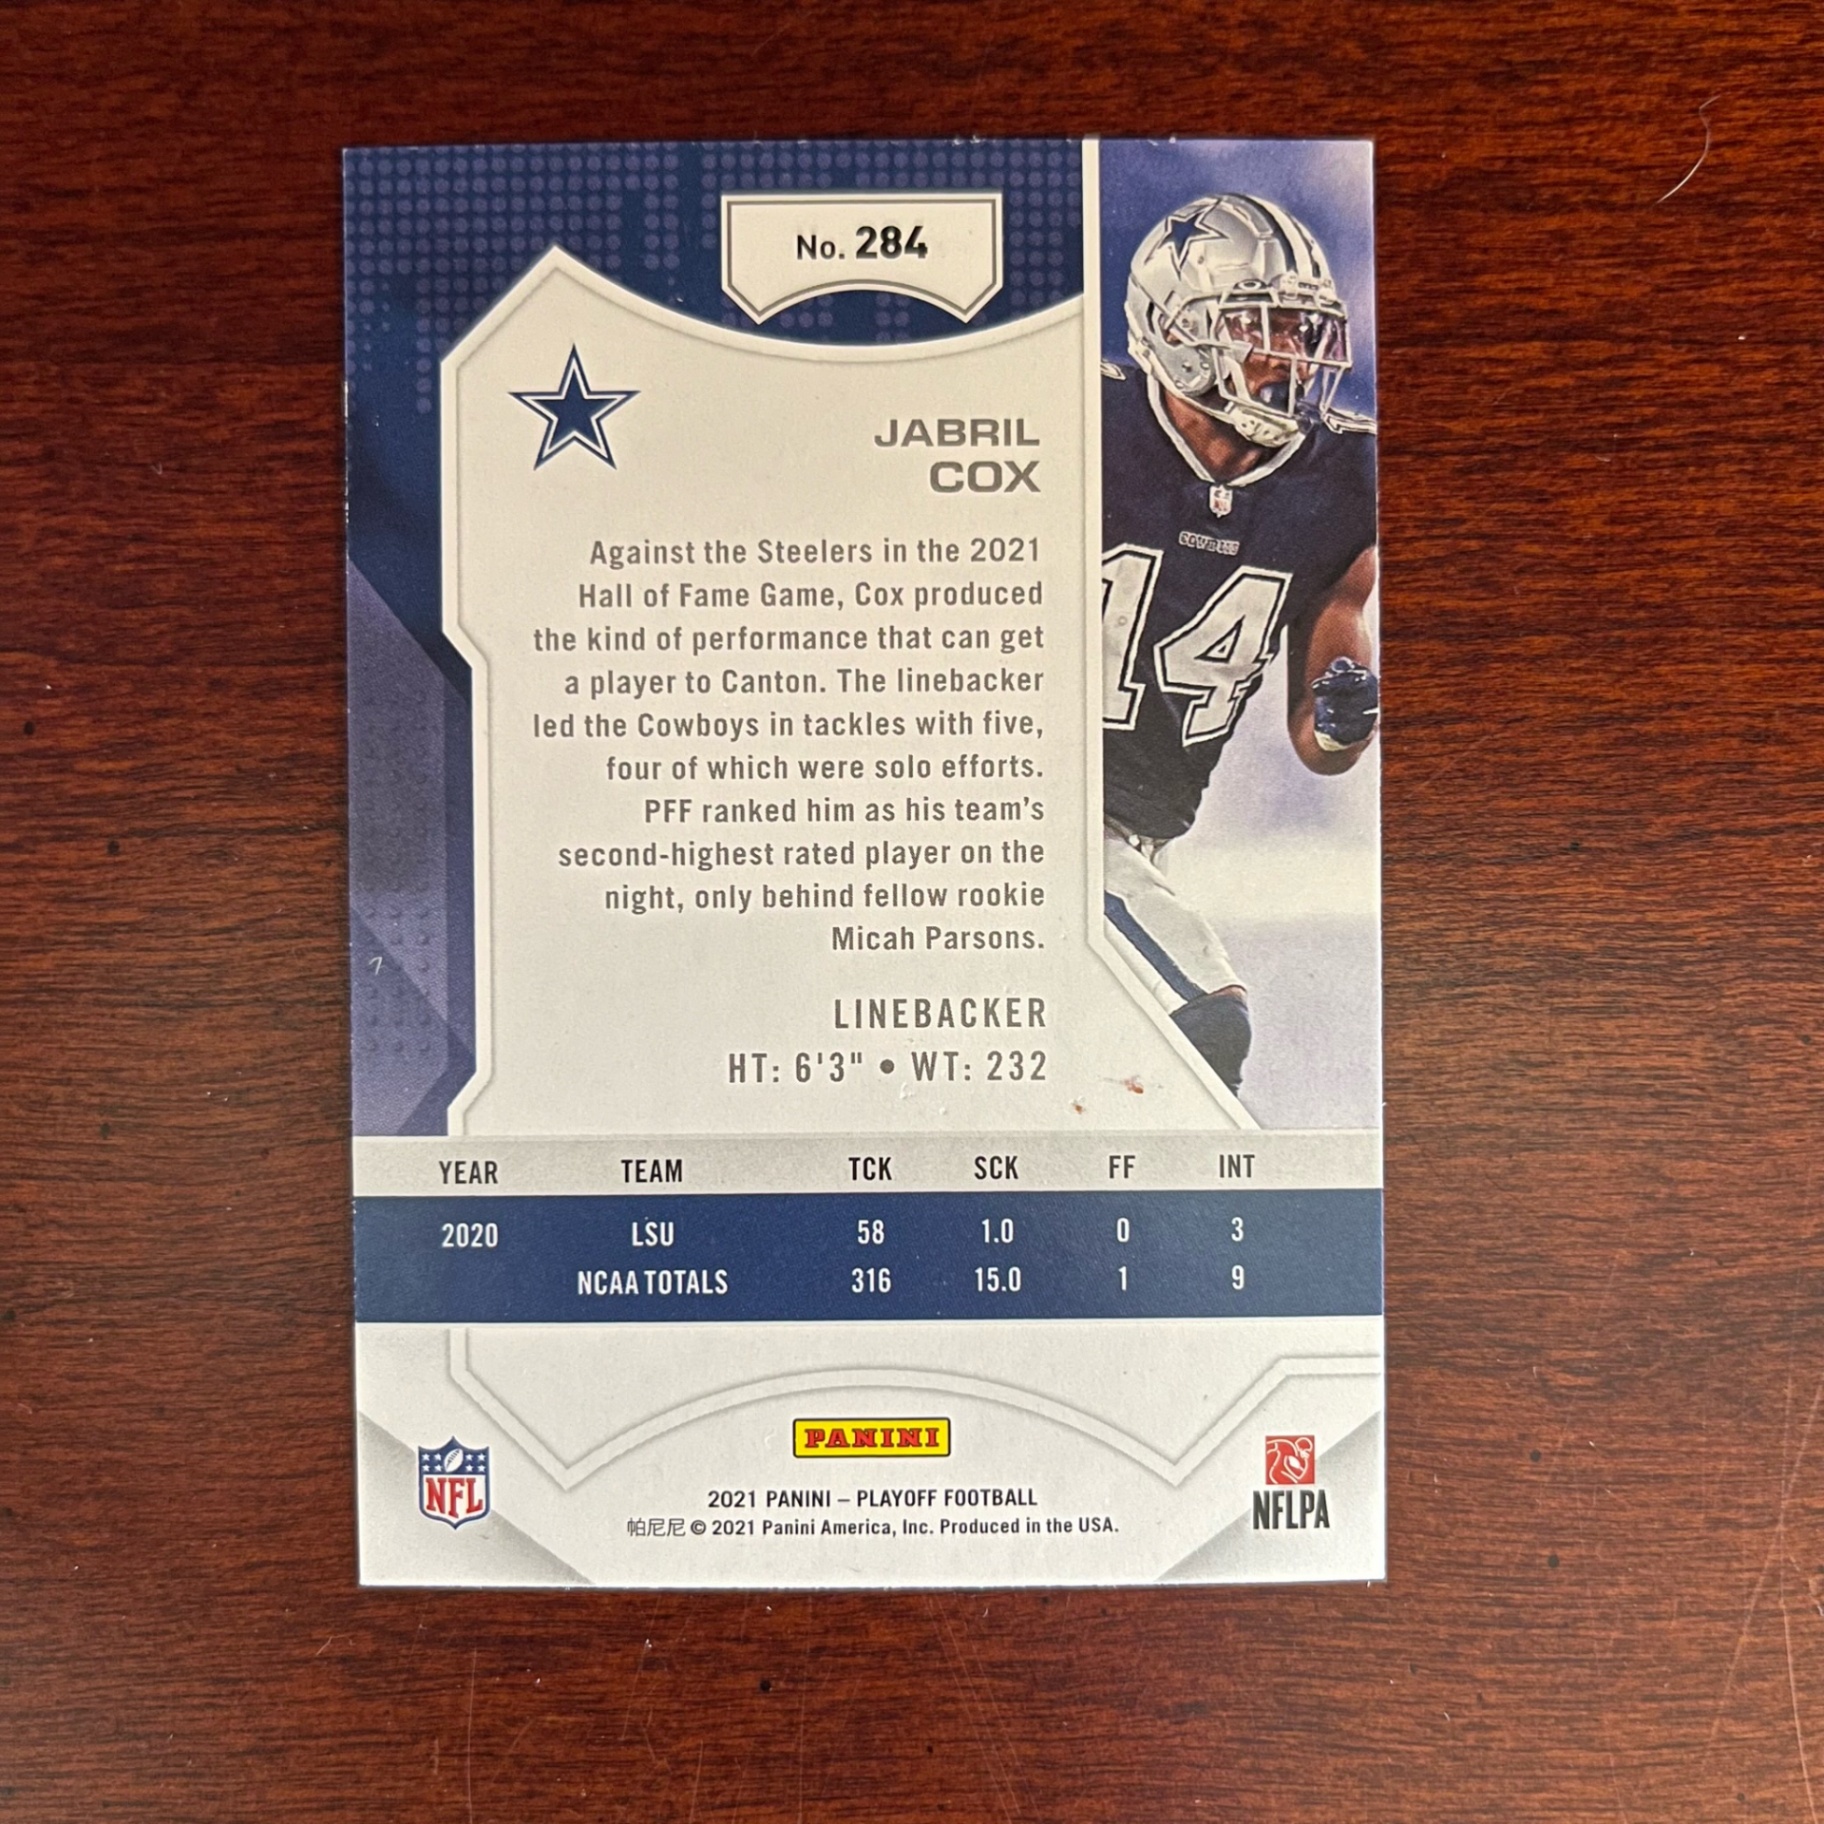 No. 284
JABRIL
COX
Against the Steelers in the 2021
Hall of Fame Game, Cox produced
the kind of performance that can get
a player to Canton. The linebacker
led the Cowboys in tackles with five,
four of which were solo efforts.
PFF ranked him as his team's
second-highest rated player on the
night, only behind fellow rookie
Micah Parsons.
LINEBACKER
HT: 6'3" • WT: 232
COWBOYS
14
YEAR TEAM TCK SCK FF INT
2020 LSU 58 1.0 0 3
NCAA TOTALS 316 15.0 1 9
PANINI
NFL
2021 PANINI – PLAYOFF FOOTBALL
帕尼尼 © 2021 Panini America, Inc. Produced in the USA.
NFLPA